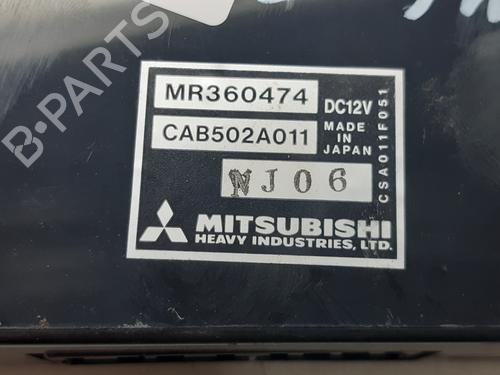 MR360474
DC12V
CAB502A011
MADE
IN
JAPAN
NJ06
CSA011F051
MITSUBISHI
HEAVY INDUSTRIES, LTD.
B-PARTS